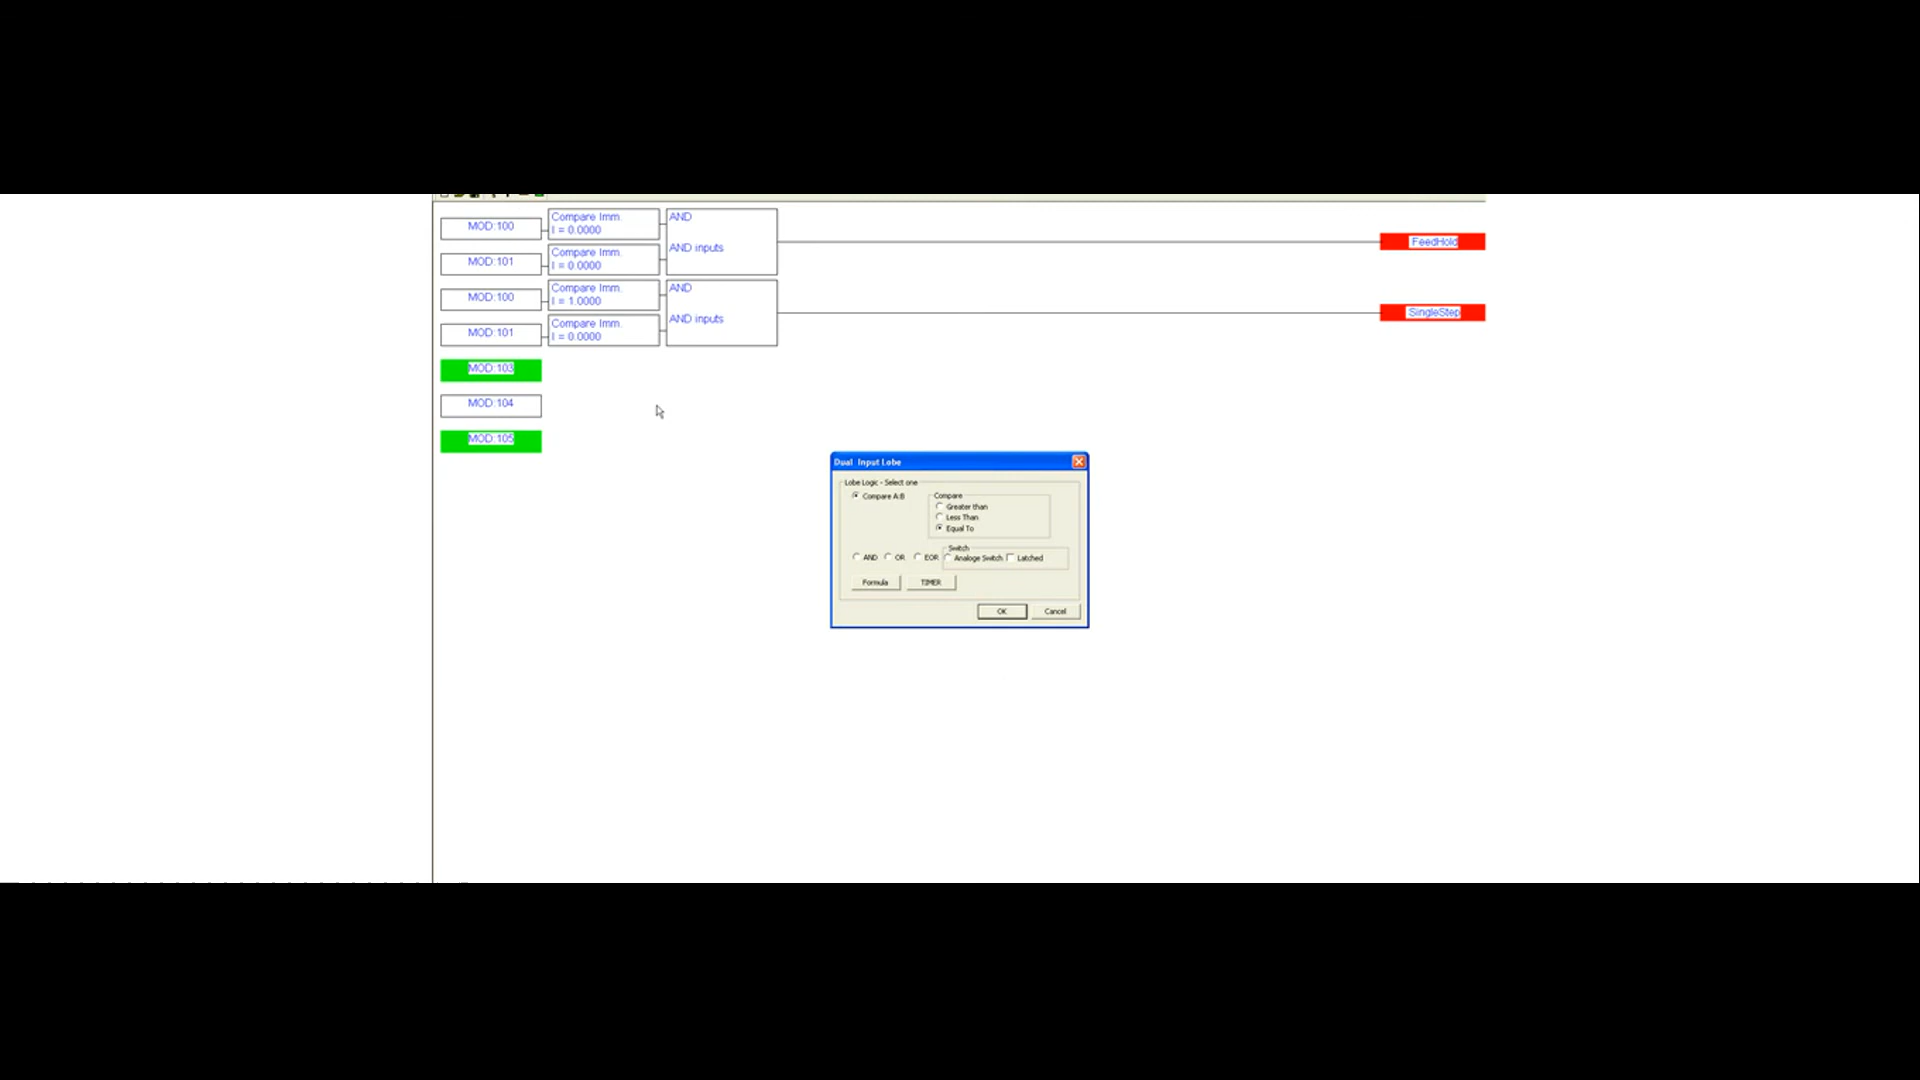 MOD:100
Compare Imm.
I = 0.0000
AND
AND inputs
FeedHold
MOD:101
Compare Imm.
I = 0.0000
MOD:100
Compare Imm.
I = 1.0000
AND
AND inputs
SingleStep
MOD:101
Compare Imm.
I = 0.0000
MOD:103
MOD:104
MOD:105
Dual Input Lobe
Lobe Logic - Select one
Compare A:B
Compare
Greater than
Less Than
Equal To
AND OR EOR
Switch
Analoge Switch Latched
Formula TIMER
OK Cancel